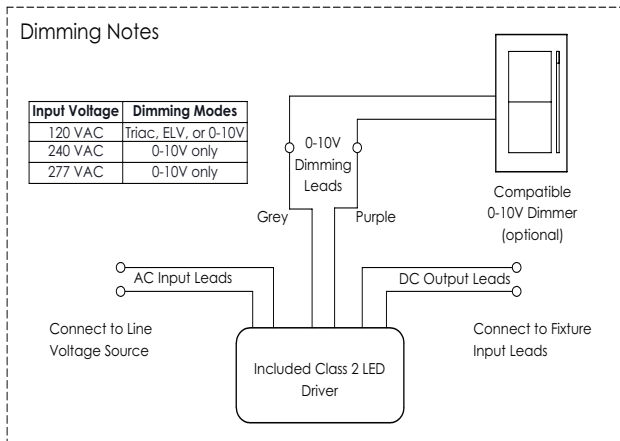 Dimming Notes
Input Voltage Dimming Modes
120 VAC Triac, ELV, or 0-10V
240 VAC 0-10V only
277 VAC 0-10V only
0-10V
Dimming
Leads
Grey
Purple
Compatible
0-10V Dimmer
(optional)
AC Input Leads
DC Output Leads
Connect to Line
Voltage Source
Connect to Fixture
Input Leads
Included Class 2 LED
Driver